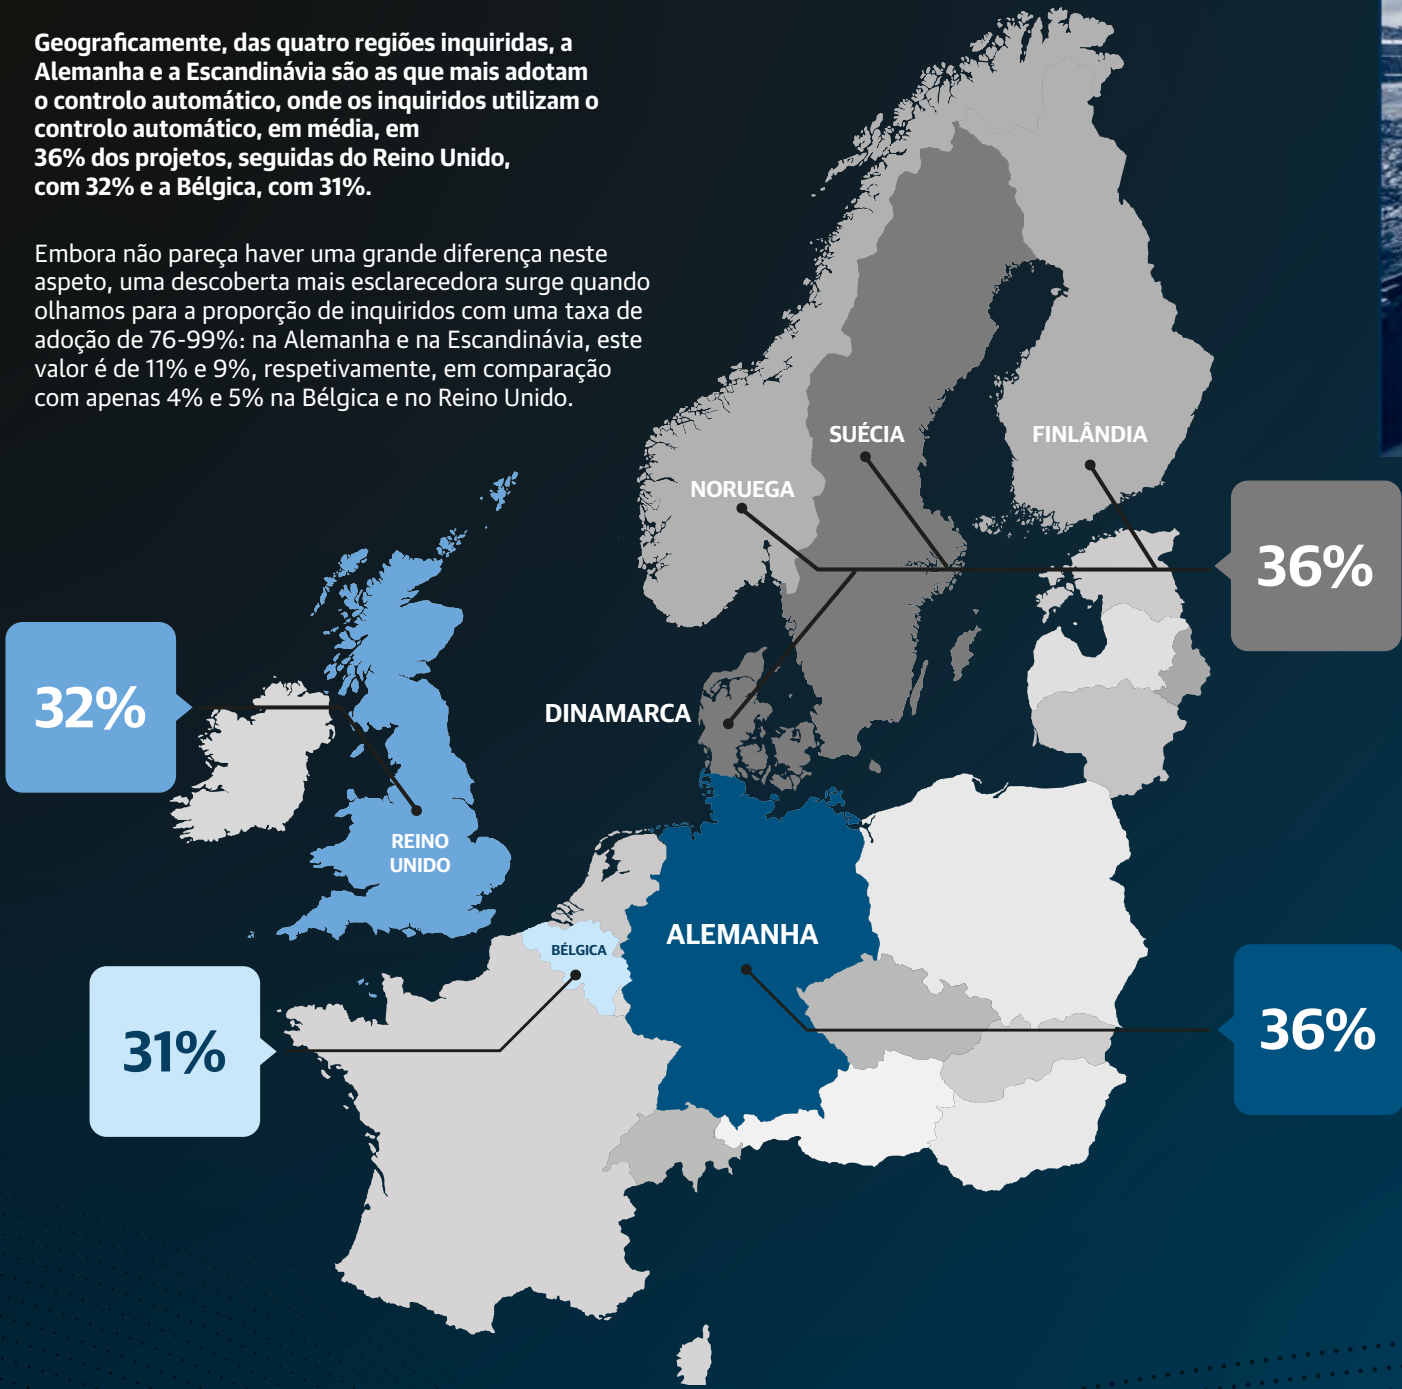 Geograficamente, das quatro regiões inquiridas, a
Alemanha e a Escandinávia são as que mais adotam
o controlo automático, onde os inquiridos utilizam o
controlo automático, em média, em
36% dos projetos, seguidas do Reino Unido,
com 32% e a Bélgica, com 31%.
Embora não pareça haver uma grande diferença neste
aspeto, uma descoberta mais esclarecedora surge quando
olhamos para a proporção de inquiridos com uma taxa de
adoção de 76-99%: na Alemanha e na Escandinávia, este
valor é de 11% e 9%, respetivamente, em comparação
com apenas 4% e 5% na Bélgica e no Reino Unido.
SUÉCIA
FINLÂNDIA
NORUEGA
36%
32%
DINAMARCA
REINO
UNIDO
ALEMANHA
BÉLGICA
36%
31%